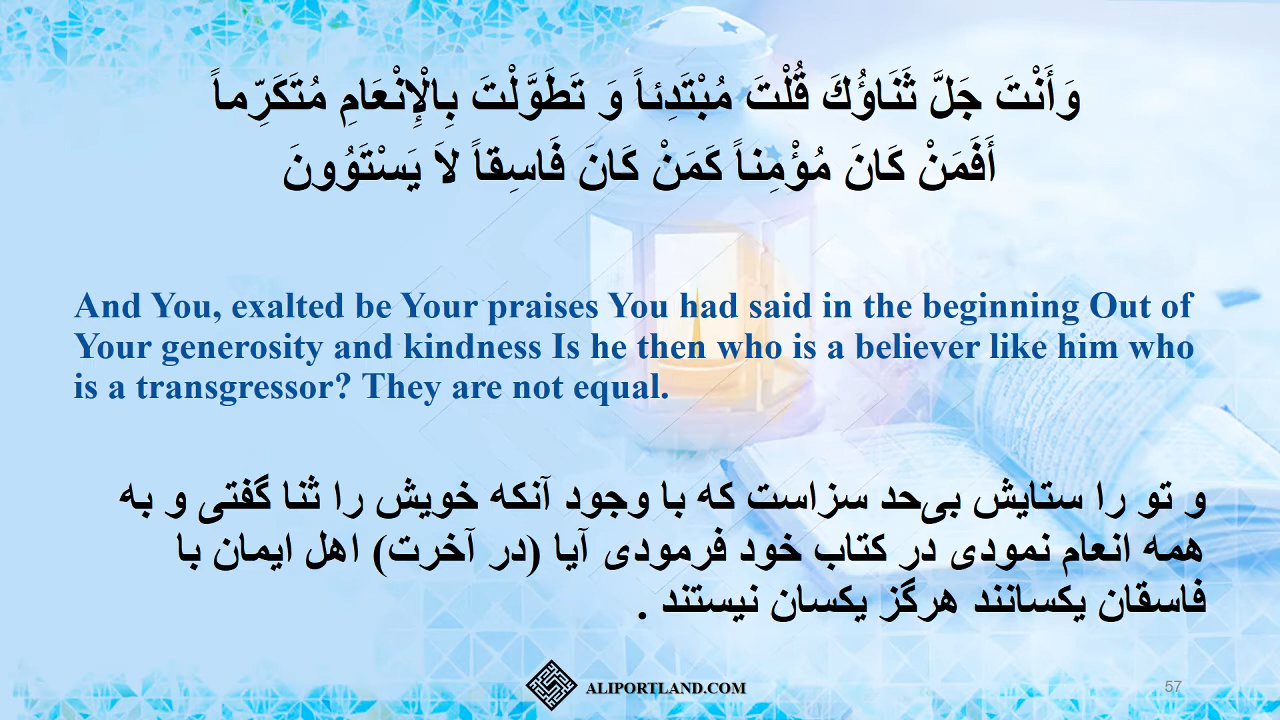 وَ أَنْتَ جَلَّ ثَنَاؤُكَ قُلْتَ مُبْتَدِئاً وَ تَطَوَّلْتَ بِالْإِنْعَامِ مُتَكَرِّماً
أَفَمَنْ كَانَ مُؤْمِناً كَمَنْ كَانَ فَاسِقاً لاَ يَسْتَوُونَ
And You, exalted be Your praises You had said in the beginning Out of
Your generosity and kindness Is he then who is a believer like him who
is a transgressor? They are not equal.
و تو را ستایش بی‌حد سزاست که با وجود آنکه خویش را ثنا گفتی و به
همه انعام نمودی در کتاب خود فرمودی آیا (در آخرت) اهل ایمان با
فاسقان یکسانند هرگز یکسان نیستند .
ALIPORTLAND.COM
57